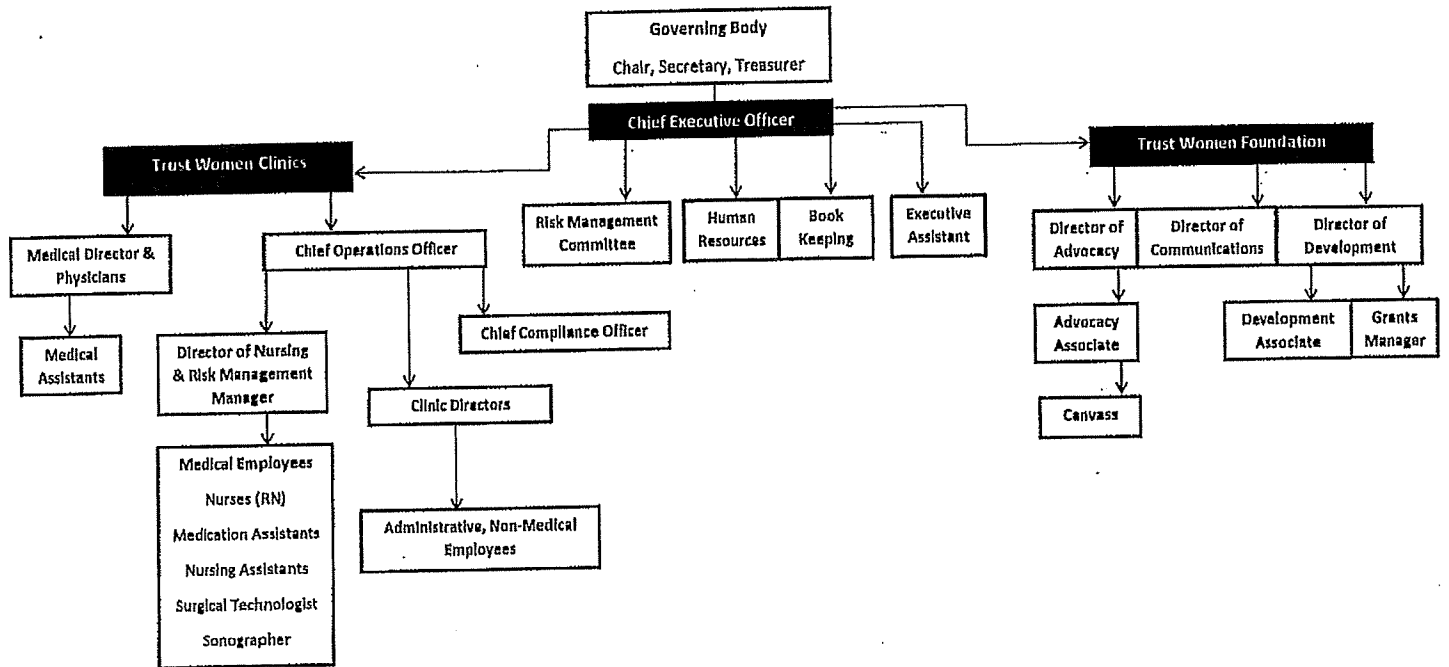 Governing Body
Chair, Secretary, Treasurer
Chief Executive Officer
Trust Women Clinics
Trust Women Foundation
Risk Management
Committee
Human
Resources
Book
Keeping
Executive
Assistant
Director of
Advocacy
Director of
Communications
Director of
Development
Medical Director &
Physicians
Chief Operations Officer
Medical
Assistants
Director of Nursing
& Risk Management
Manager
Chief Compliance Officer
Clinic Directors
Advocacy
Associate
Development
Associate
Grants
Manager
Canvass
Medical Employees
Nurses (RN)
Medication Assistants
Nursing Assistants
Surgical Technologist
Sonographer
Administrative, Non-Medical
Employees